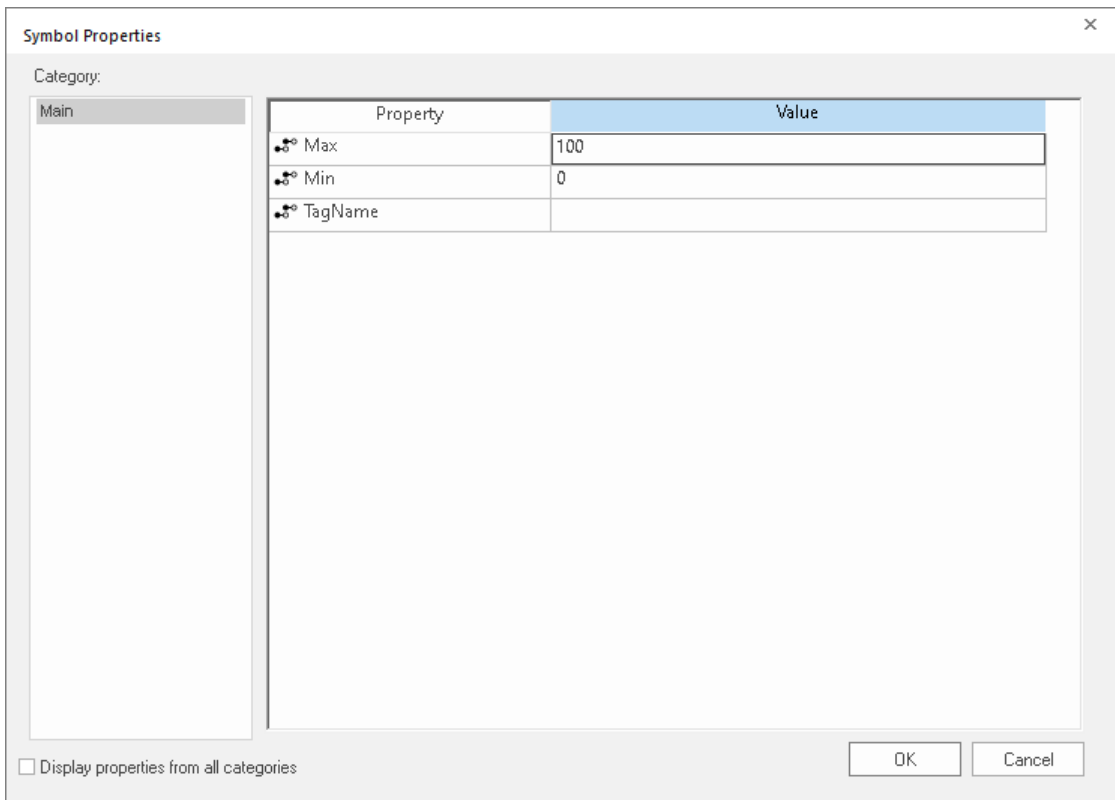 Symbol Properties
Category:
Main
Property Value
Max 100
Min 0
TagName
Display properties from all categories
OK Cancel